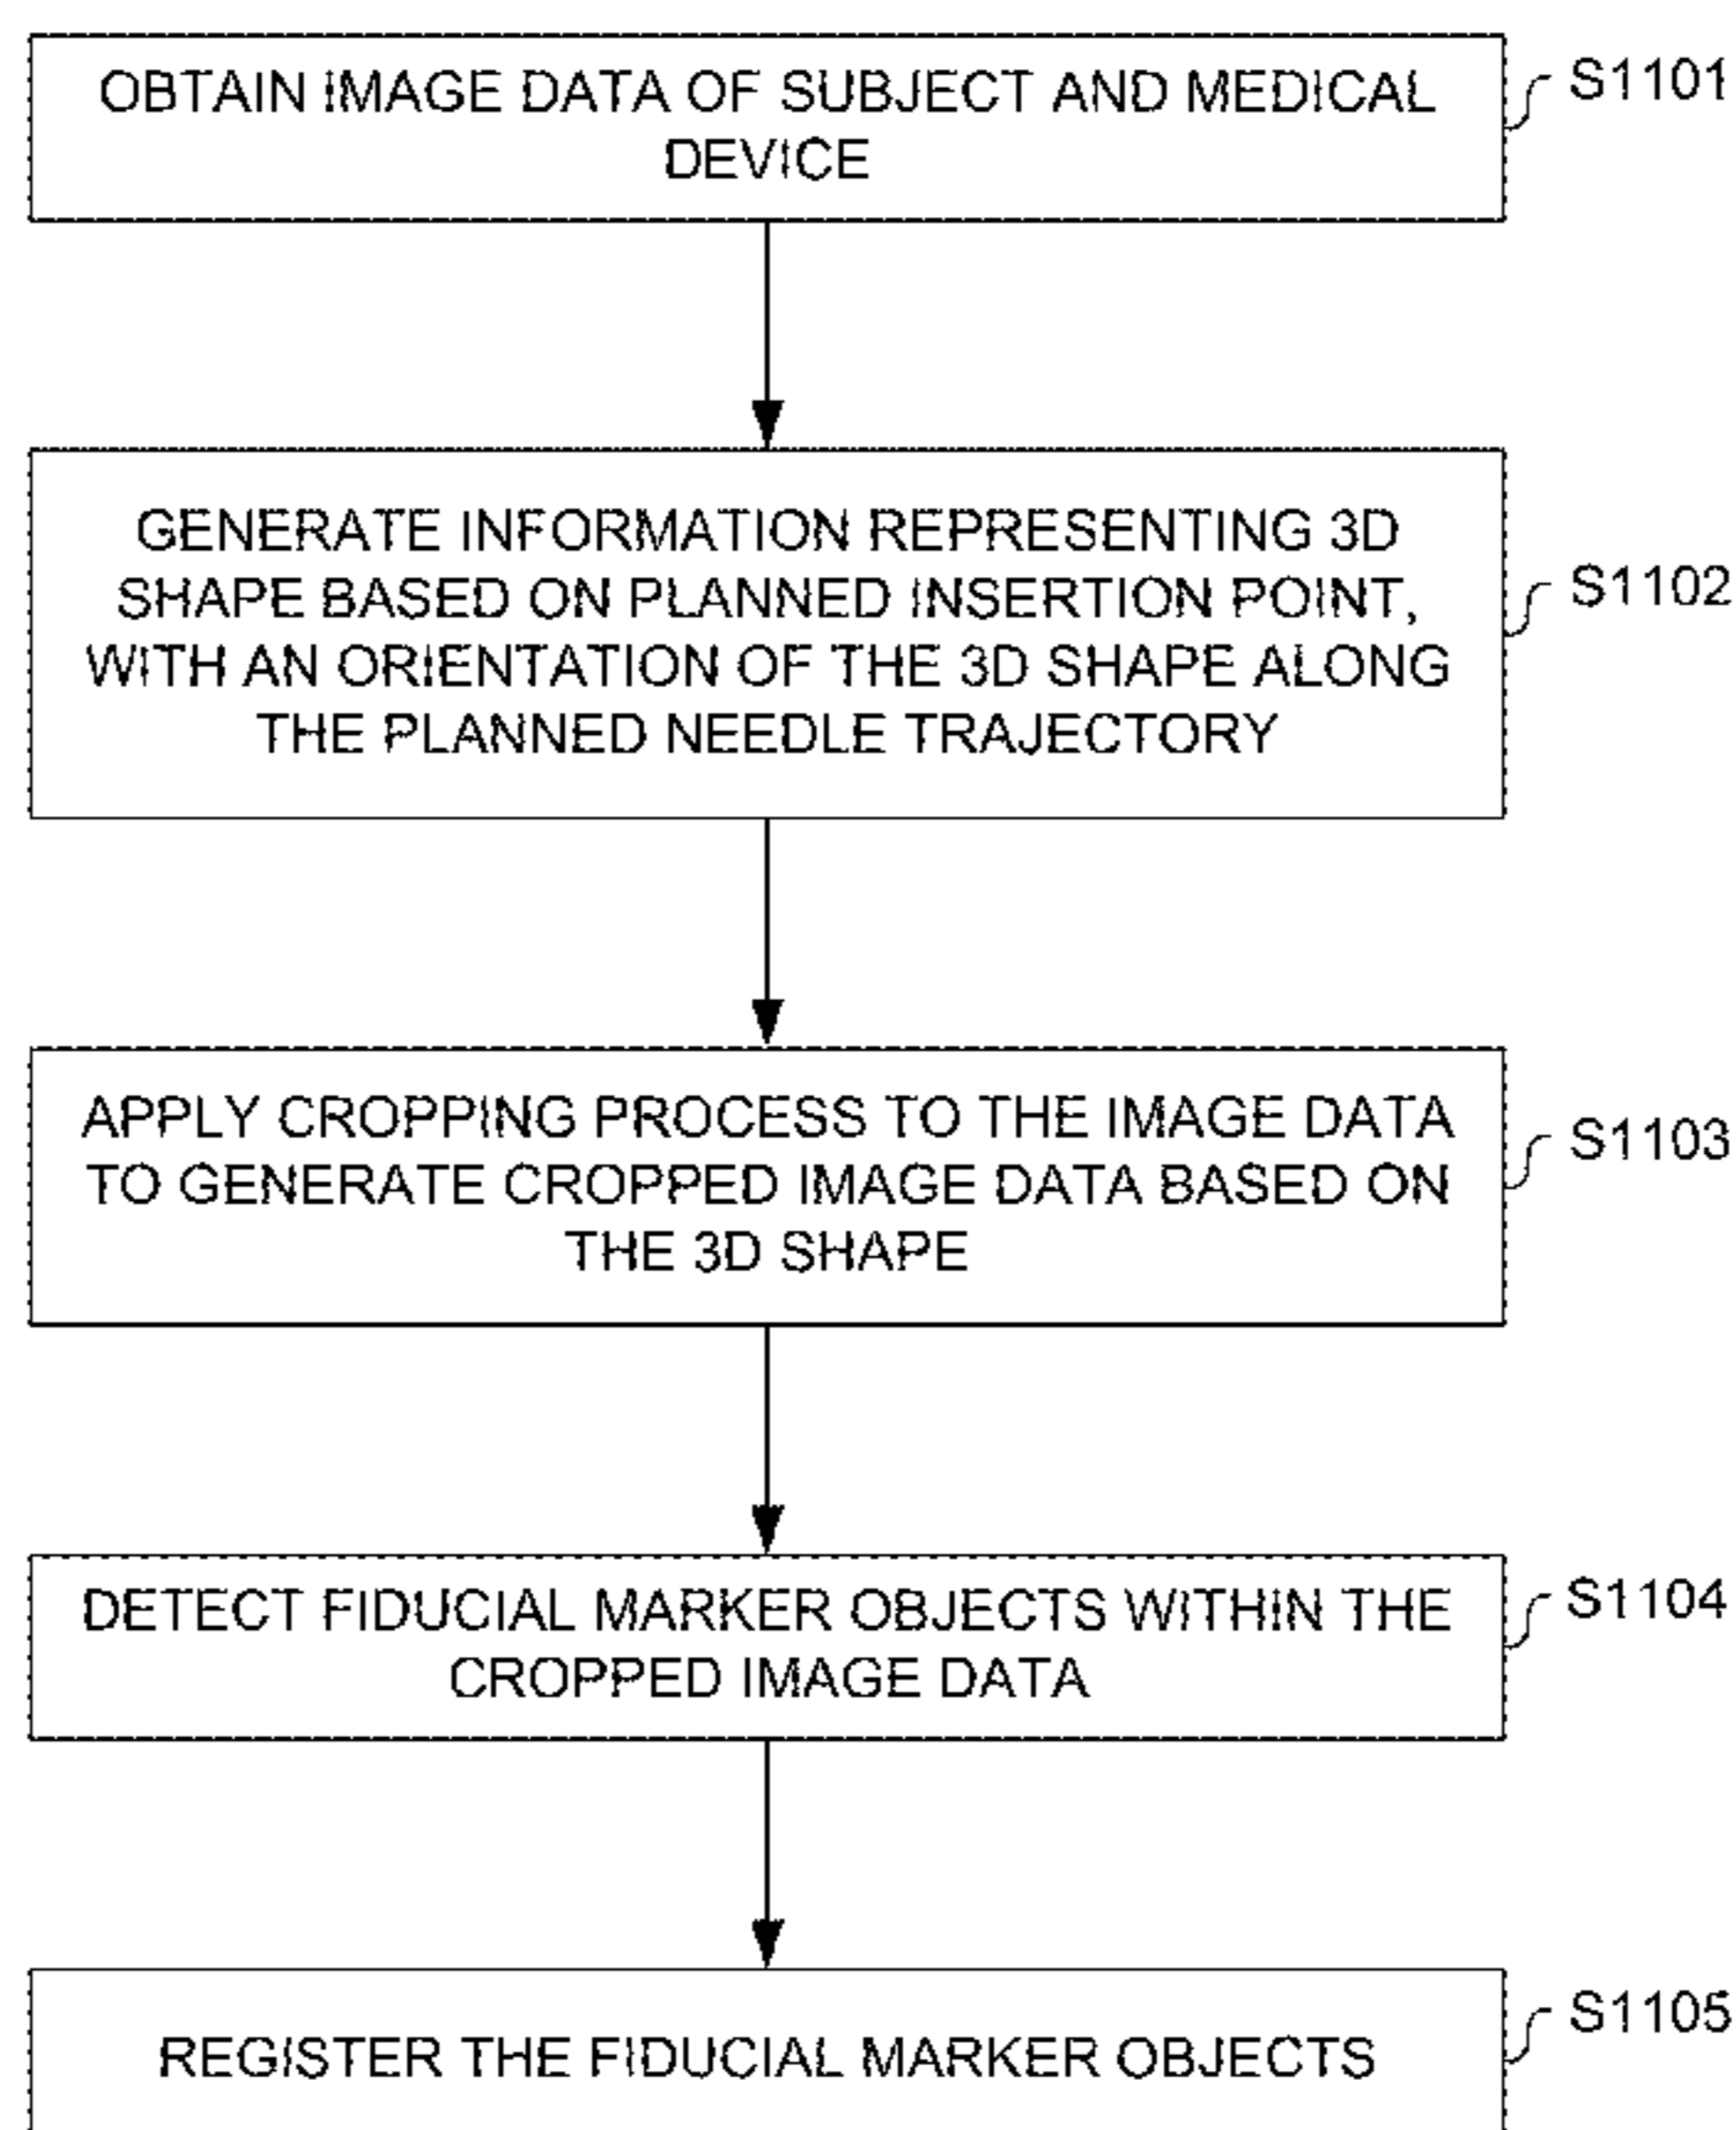 OBTAIN IMAGE DATA OF SUBJECT AND MEDICAL
DEVICE
S1101
GENERATE INFORMATION REPRESENTING 3D
SHAPE BASED ON PLANNED INSERTION POINT,
WITH AN ORIENTATION OF THE 3D SHAPE ALONG
THE PLANNED NEEDLE TRAJECTORY
S1102
APPLY CROPPING PROCESS TO THE IMAGE DATA
TO GENERATE CROPPED IMAGE DATA BASED ON
THE 3D SHAPE
S1103
DETECT FIDUCIAL MARKER OBJECTS WITHIN THE
CROPPED IMAGE DATA
S1104
REGISTER THE FIDUCIAL MARKER OBJECTS
S1105